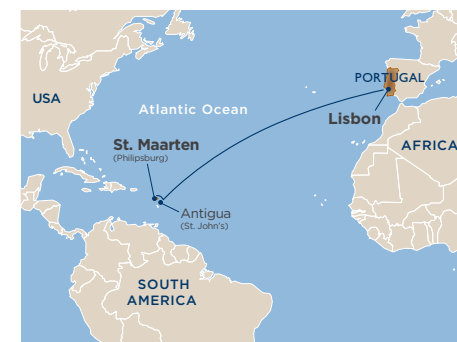 PORTUGAL
USA
Atlantic Ocean
Lisbon
St. Maarten
(Philipsburg)
AFRICA
Antigua
(St. John's)
SOUTH
AMERICA